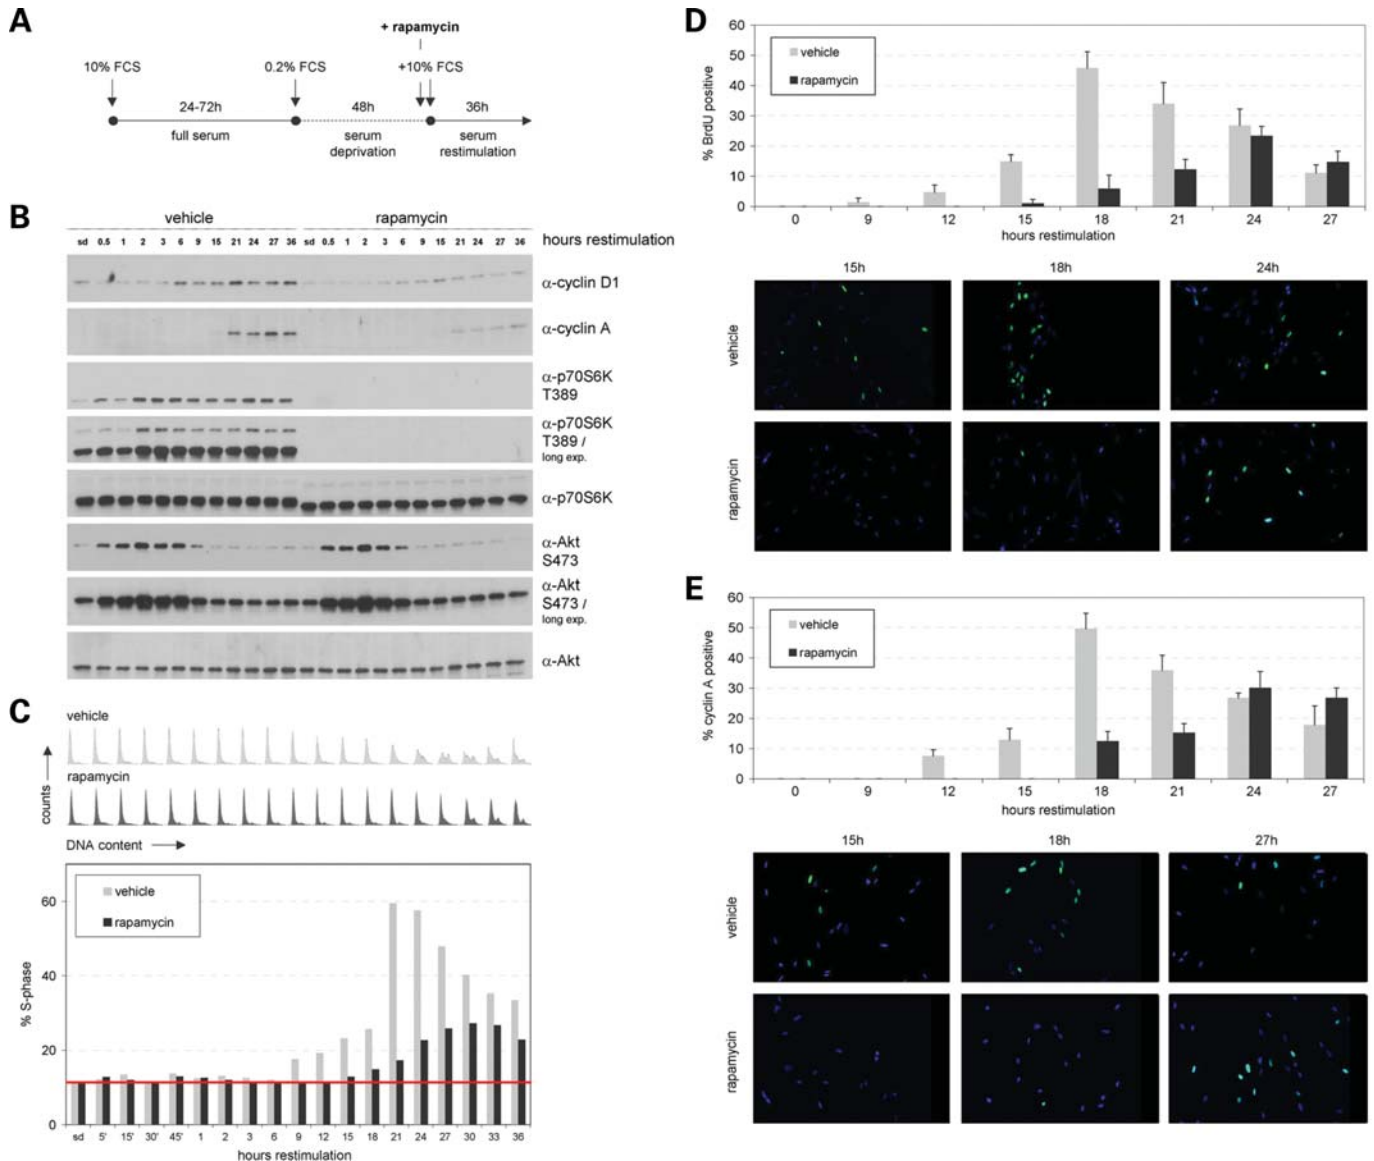 A
+ rapamycin
10% FCS
0.2% FCS
+10% FCS
24-72h
48h
36h
full serum
serum
deprivation
serum
restimulation
B
vehicle
rapamycin
sd 0.5 1 2 3 6 9 15 21 24 27 36 sd 0.5 1 2 3 6 9 15 21 24 27 36
hours restimulation
α-cyclin D1
α-cyclin A
α-p70S6K
T389
α-p70S6K
T389 /
long exp.
α-p70S6K
α-Akt
S473
α-Akt
S473 /
long exp.
α-Akt
C
vehicle
rapamycin
counts
DNA content
vehicle
rapamycin
% S-phase
60
40
20
0
sd 5' 15' 30' 45' 1 2 3 6 9 12 15 18 21 24 27 30 33 36
hours restimulation
D
% BrdU positive
60
50
40
30
20
10
0
vehicle
rapamycin
0 9 12 15 18 21 24 27
hours restimulation
15h 18h 24h
vehicle
rapamycin
E
% cyclin A positive
60
50
40
30
20
10
0
vehicle
rapamycin
0 9 12 15 18 21 24 27
hours restimulation
15h 18h 27h
vehicle
rapamycin